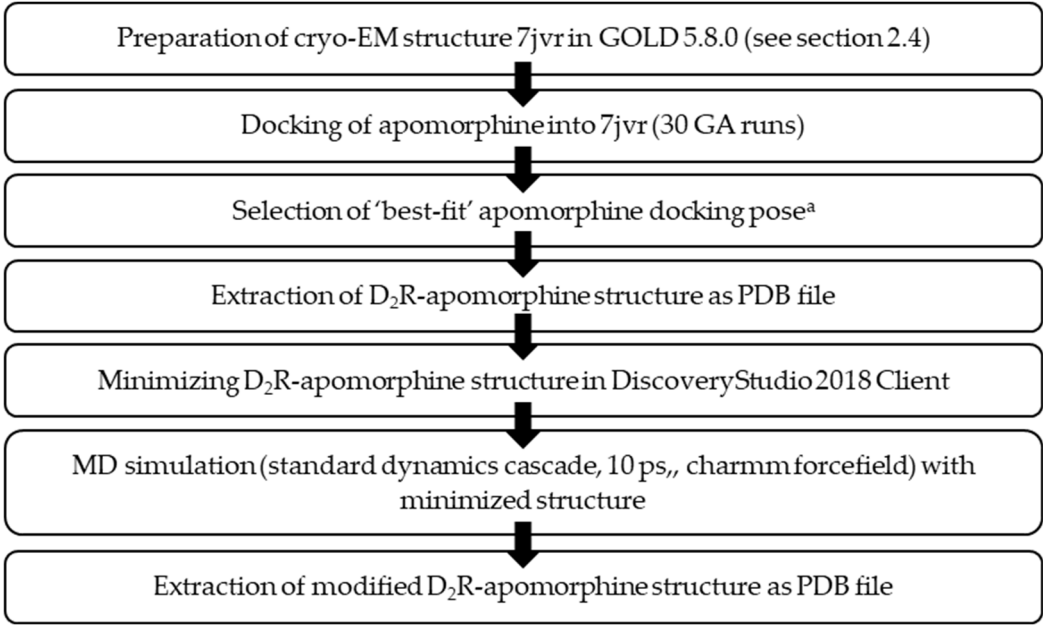 Preparation of cryo-EM structure 7jvr in GOLD 5.8.0 (see section 2.4)
Docking of apomorphine into 7jvr (30 GA runs)
Selection of ‘best-fit’ apomorphine docking poseᵃ
Extraction of D₂R-apomorphine structure as PDB file
Minimizing D₂R-apomorphine structure in DiscoveryStudio 2018 Client
MD simulation (standard dynamics cascade, 10 ps,, charmm forcefield) with
minimized structure
Extraction of modified D₂R-apomorphine structure as PDB file